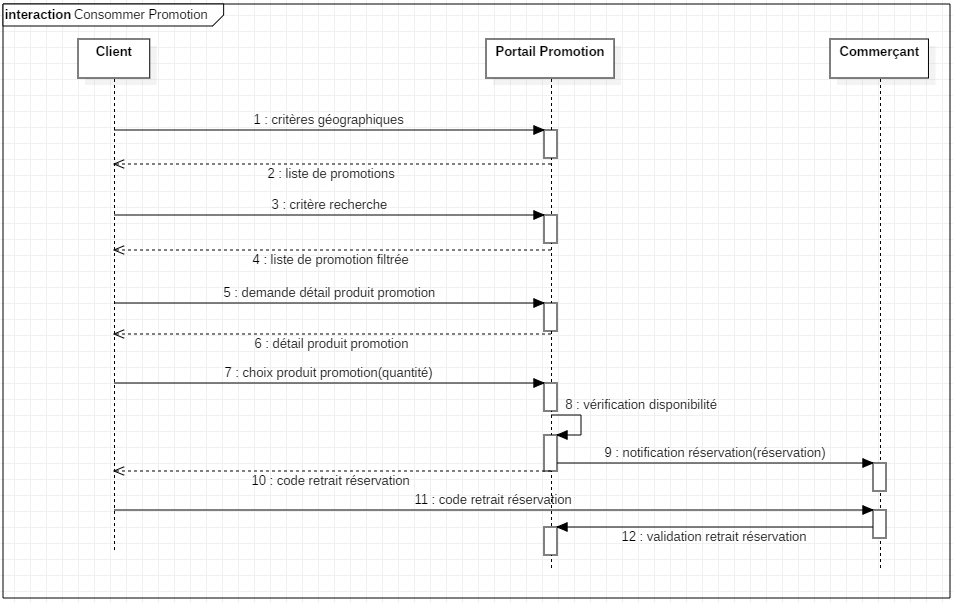 interaction Consommer Promotion
Client
Portail Promotion
Commerçant
1 : critères géographiques
2 : liste de promotions
3 : critère recherche
4 : liste de promotion filtrée
5 : demande détail produit promotion
6 : détail produit promotion
7 : choix produit promotion(quantité)
8 : vérification disponibilité
9 : notification réservation(réservation)
10 : code retrait réservation
11 : code retrait réservation
12 : validation retrait réservation